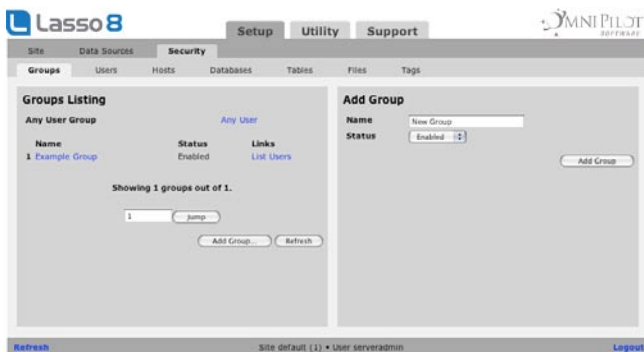 Lasso 8
Setup Utility Support
OMNIPILOT
SOFTWARE
Site Data Sources Security
Groups Users Hosts Databases Tables Files Tags
Groups Listing
Any User Group Any User
Name Status Links
1 Example Group Enabled List Users
Showing 1 groups out of 1.
1 Jump
Add Group... Refresh
Add Group
Name New Group
Status Enabled
Add Group
Refresh Site default (1) • User serveradmin Logout